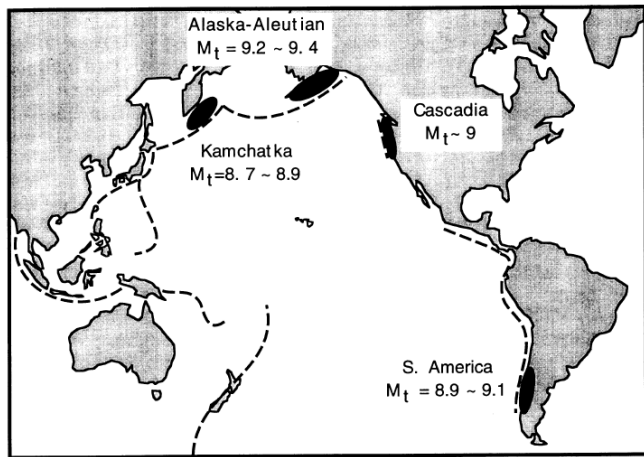 Alaska-Aleutian
Mt = 9.2 ~ 9. 4
Cascadia
Mt ~ 9
Kamchatka
Mt=8. 7 ~ 8.9
S. America
Mt = 8.9 ~ 9.1